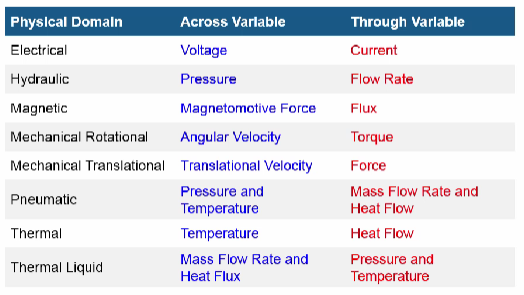 Physical Domain Across Variable Through Variable
Electrical Voltage Current
Hydraulic Pressure Flow Rate
Magnetic Magnetomotive Force Flux
Mechanical Rotational Angular Velocity Torque
Mechanical Translational Translational Velocity Force
Pneumatic Pressure and Temperature Mass Flow Rate and Heat Flow
Thermal Temperature Heat Flow
Thermal Liquid Mass Flow Rate and Heat Flux Pressure and Temperature